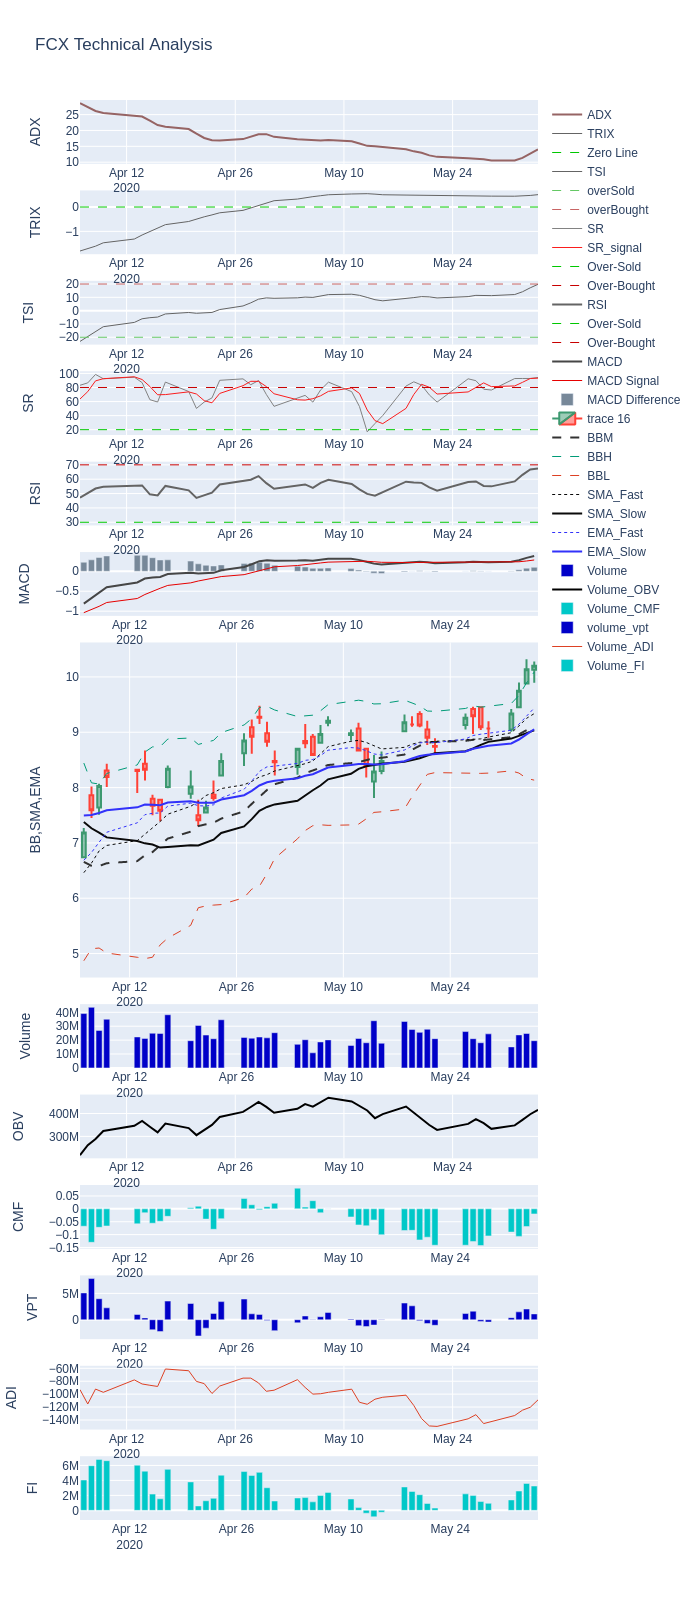 FCX Technical Analysis
ADX
25
20
15
10
Apr 12
2020
Apr 26
May 10
May 24
TRIX
0
−1
Apr 12
2020
Apr 26
May 10
May 24
TSI
20
10
0
−10
−20
Apr 12
2020
Apr 26
May 10
May 24
SR
100
80
60
40
20
Apr 12
2020
Apr 26
May 10
May 24
RSI
70
60
50
40
30
Apr 12
2020
Apr 26
May 10
May 24
MACD
0
−0.5
−1
Apr 12
2020
Apr 26
May 10
May 24
BB,SMA,EMA
10
9
8
7
6
5
Apr 12
2020
Apr 26
May 10
May 24
Volume
40M
30M
20M
10M
0
Apr 12
2020
Apr 26
May 10
May 24
OBV
400M
300M
Apr 12
2020
Apr 26
May 10
May 24
CMF
0.05
0
−0.05
−0.1
−0.15
Apr 12
2020
Apr 26
May 10
May 24
VPT
5M
0
Apr 12
2020
Apr 26
May 10
May 24
ADI
−60M
−80M
−100M
−120M
−140M
Apr 12
2020
Apr 26
May 10
May 24
FI
6M
4M
2M
0
Apr 12
2020
Apr 26
May 10
May 24
ADX
TRIX
Zero Line
TSI
overSold
overBought
SR
SR_signal
Over-Sold
Over-Bought
RSI
Over-Sold
Over-Bought
MACD
MACD Signal
MACD Difference
trace 16
BBM
BBH
BBL
SMA_Fast
SMA_Slow
EMA_Fast
EMA_Slow
Volume
Volume_OBV
Volume_CMF
volume_vpt
Volume_ADI
Volume_FI